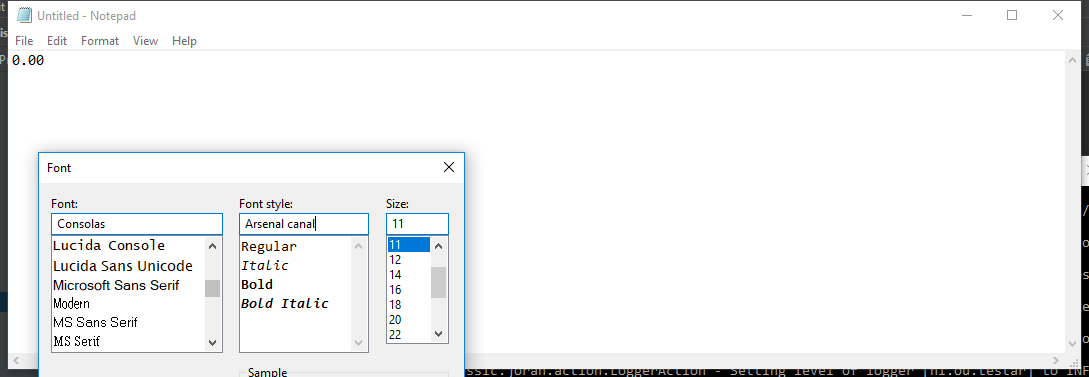 Untitled - Notepad
File Edit Format View Help
0.00
Font
Font: Font style: Size:
Consolas Arsenal canal 11
Lucida Console Regular 11
Lucida Sans Unicode Italic 12
Microsoft Sans Serif Bold 14
Modern Bold Italic 16
MS Sans Serif 18
MS Serif 20
22
Sample
ssic.joran.action.LoggerAction - Setting level of logger [nl.ou.testar] to INF